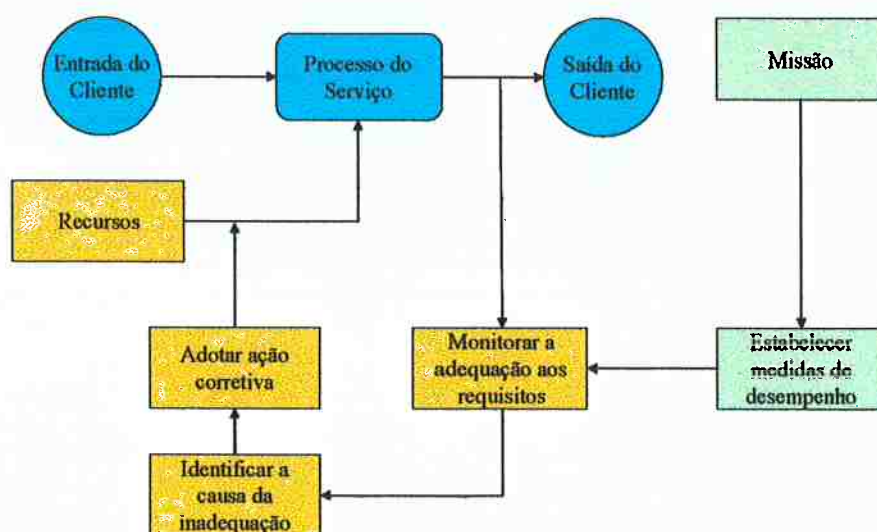 Entrada do
Cliente
Processo do
Serviço
Saída do
Cliente
Missão
Recursos
Adotar ação
corretiva
Monitorar a
adequação aos
requisitos
Estabelecer
medidas de
desempenho
Identificar a
causa da
inadequação